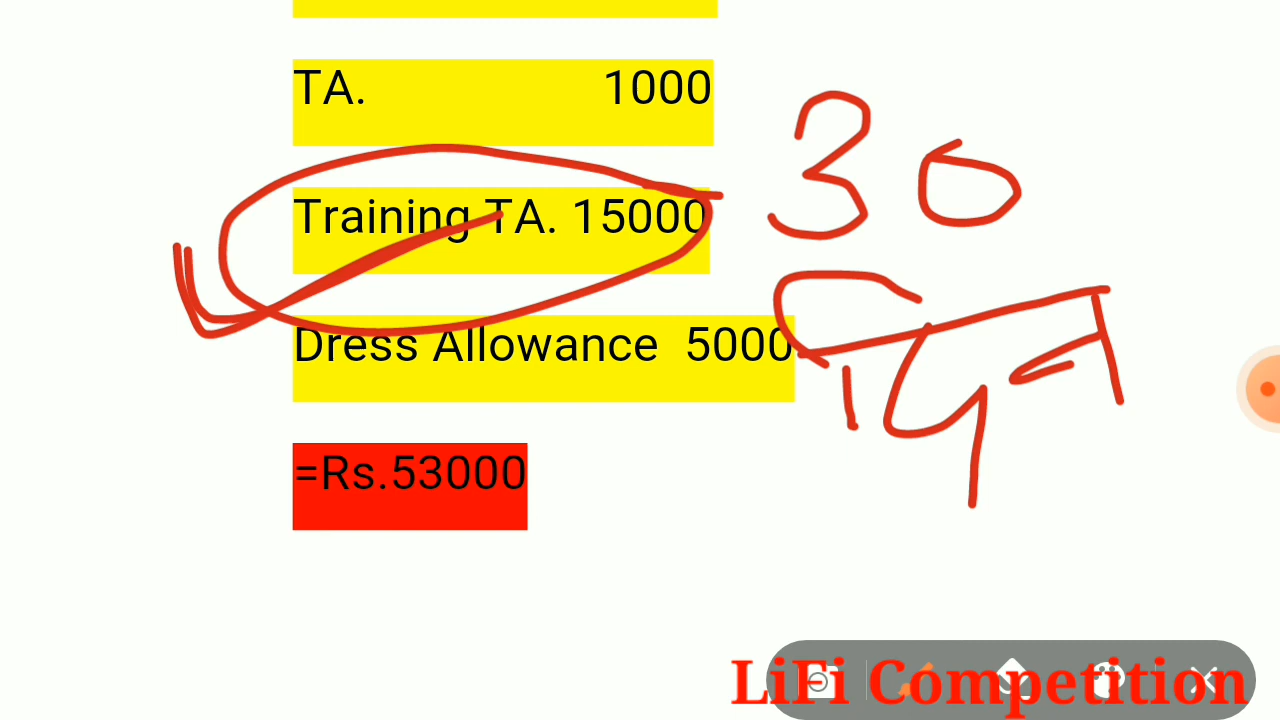 TA. 1000
Training TA. 15000
30
Dress Allowance 5000
=Rs.53000
LiFi Competition